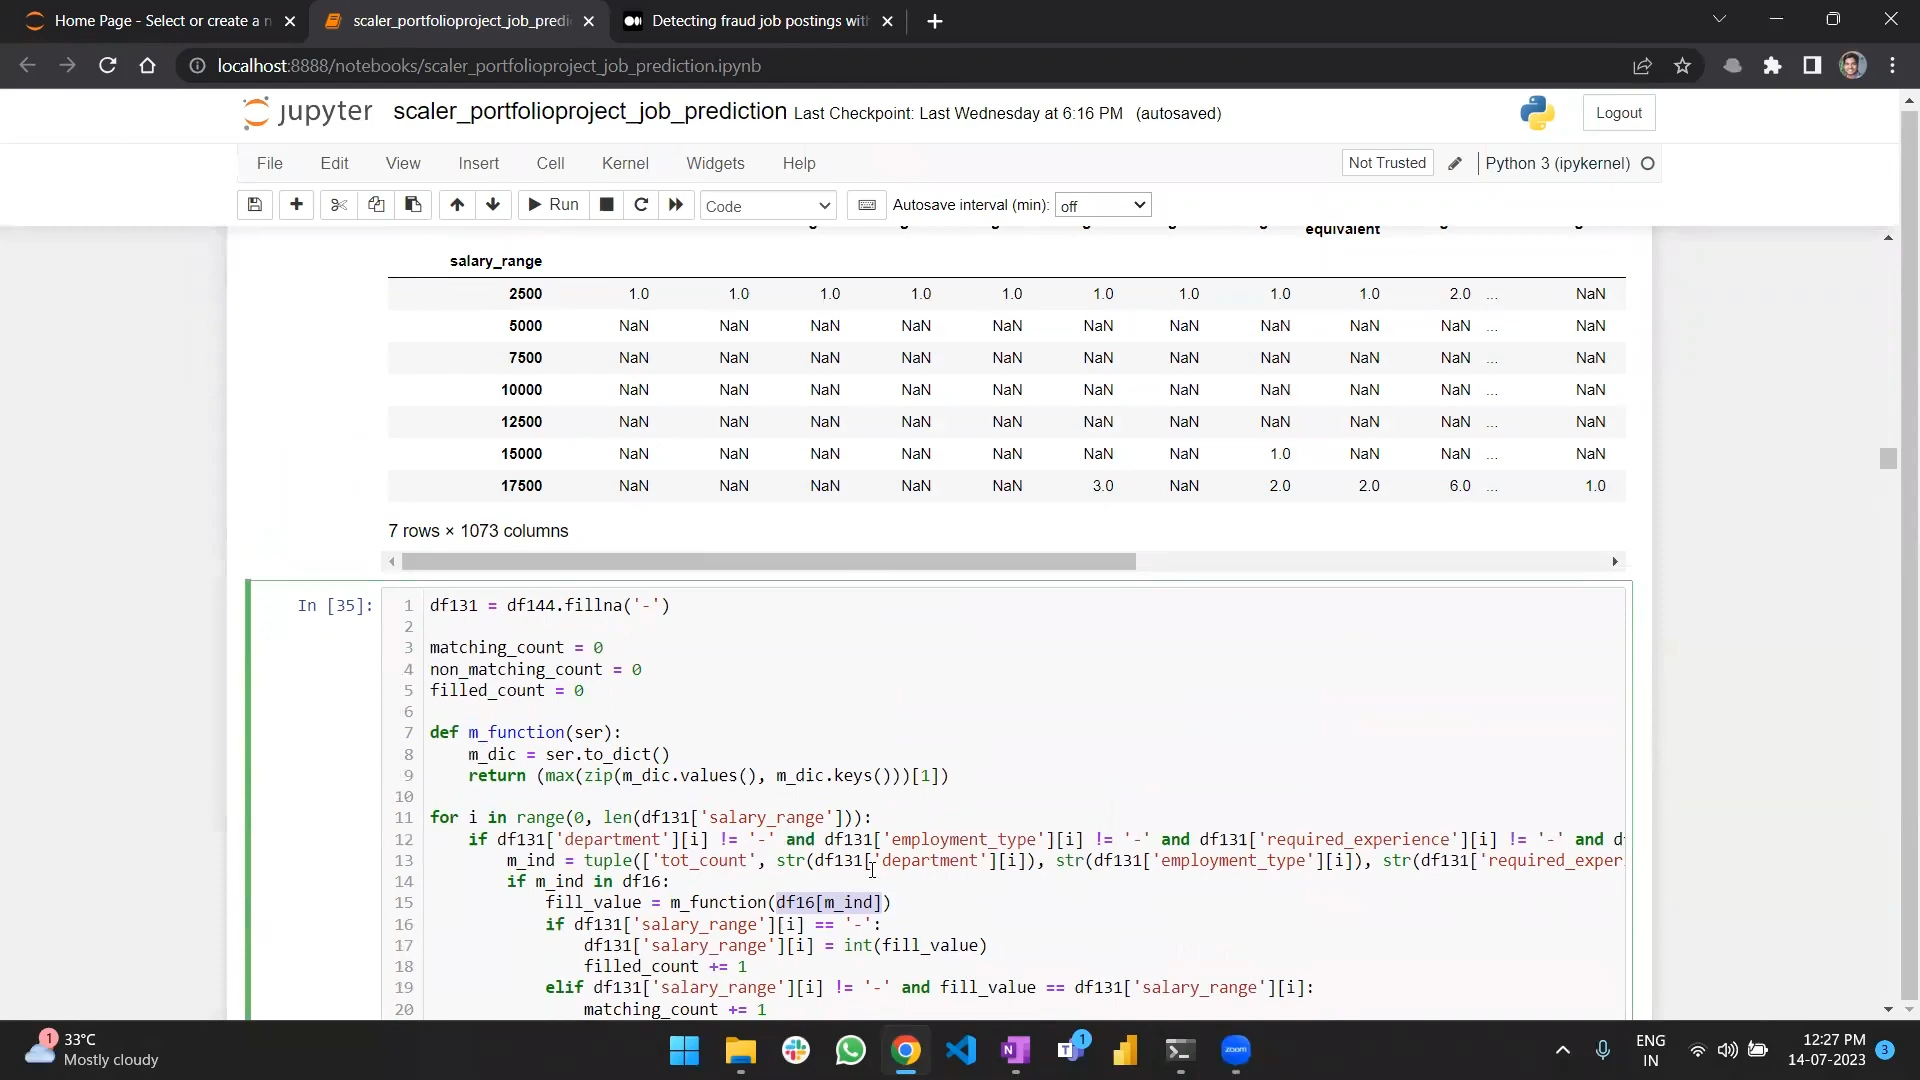 Home Page - Select or create a n
scaler_portfolioproject_job_predi
Detecting fraud job postings with
localhost:8888/notebooks/scaler_portfolioproject_job_prediction.ipynb
jupyter scaler_portfolioproject_job_prediction Last Checkpoint: Last Wednesday at 6:16 PM (autosaved)
Logout
File Edit View Insert Cell Kernel Widgets Help
Not Trusted Python 3 (ipykernel)
Run Code Autosave interval (min): off
equivalent
salary_range
2500 1.0 1.0 1.0 1.0 1.0 1.0 1.0 1.0 1.0 2.0 ... NaN
5000 NaN NaN NaN NaN NaN NaN NaN NaN NaN NaN ... NaN
7500 NaN NaN NaN NaN NaN NaN NaN NaN NaN NaN ... NaN
10000 NaN NaN NaN NaN NaN NaN NaN NaN NaN NaN ... NaN
12500 NaN NaN NaN NaN NaN NaN NaN NaN NaN NaN ... NaN
15000 NaN NaN NaN NaN NaN NaN NaN 1.0 NaN NaN ... NaN
17500 NaN NaN NaN NaN NaN 3.0 NaN 2.0 2.0 6.0 ... 1.0
7 rows × 1073 columns
In [35]:
1 df131 = df144.fillna('-')
2
3 matching_count = 0
4 non_matching_count = 0
5 filled_count = 0
6
7 def m_function(ser):
8 m_dic = ser.to_dict()
9 return (max(zip(m_dic.values(), m_dic.keys()))[1])
10
11 for i in range(0, len(df131['salary_range'])):
12 if df131['department'][i] != '-' and df131['employment_type'][i] != '-' and df131['required_experience'][i] != '-' and d
13 m_ind = tuple(['tot_count', str(df131['department'][i]), str(df131['employment_type'][i]), str(df131['required_exper
14 if m_ind in df16:
15 fill_value = m_function(df16[m_ind])
16 if df131['salary_range'][i] == '-':
17 df131['salary_range'][i] = int(fill_value)
18 filled_count += 1
19 elif df131['salary_range'][i] != '-' and fill_value == df131['salary_range'][i]:
20 matching_count += 1
1 33°C
Mostly cloudy
1
zoom
ENG
IN
12:27 PM
14-07-2023
3